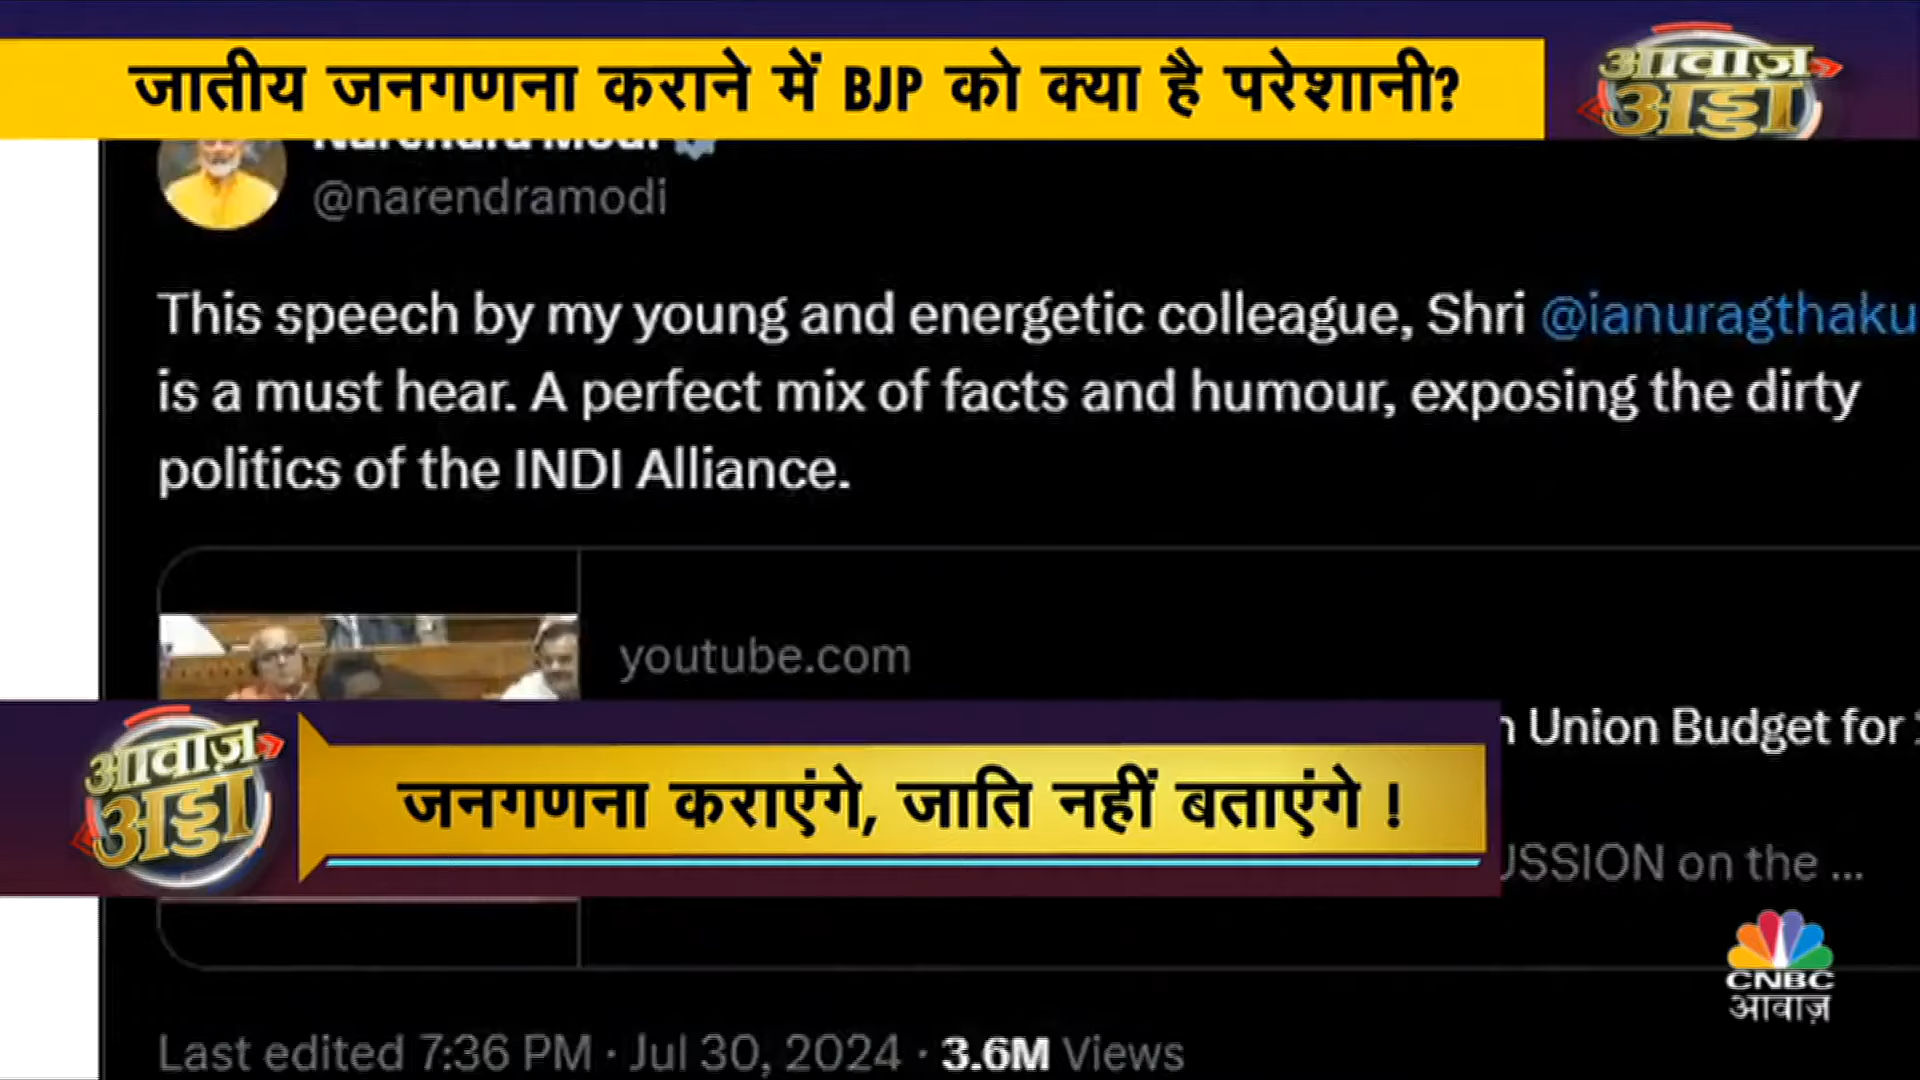 जातीय जनगणना कराने में BJP को क्या है परेशानी?
आवाज़
अड्डा
Narendra Modi
@narendramodi
This speech by my young and energetic colleague, Shri @ianuragthaku
is a must hear. A perfect mix of facts and humour, exposing the dirty
politics of the INDI Alliance.
youtube.com
Union Budget for
आवाज़
अड्डा
जनगणना कराएंगे, जाति नहीं बताएंगे !
USSION on the ...
CNBC
आवाज़
Last edited 7:36 PM · Jul 30, 2024 · 3.6M Views